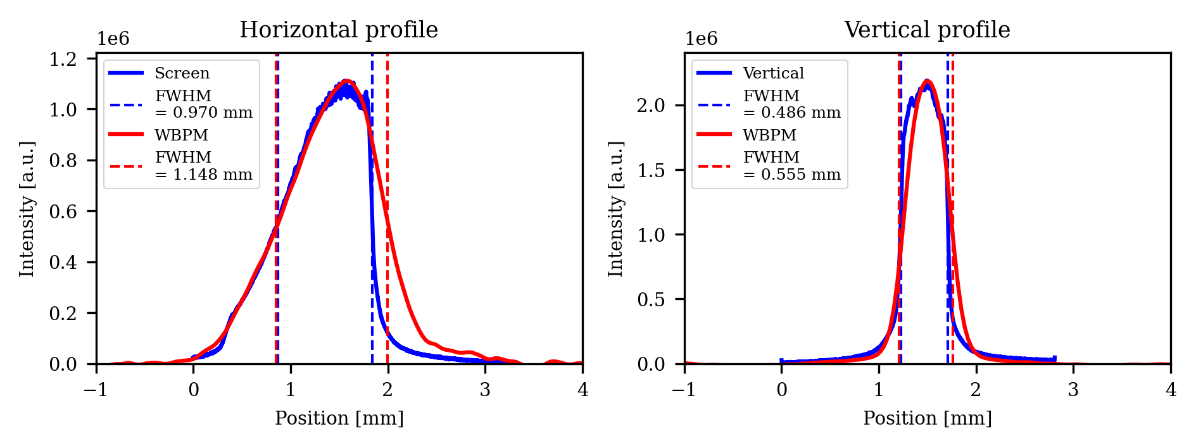 Horizontal profile
1e6
Intensity [a.u.]
1.2
1.0
0.8
0.6
0.4
0.2
0.0
Screen
FWHM
= 0.970 mm
WBPM
FWHM
= 1.148 mm
−1 0 1 2 3 4
Position [mm]
Vertical profile
1e6
Intensity [a.u.]
2.0
1.5
1.0
0.5
0.0
Vertical
FWHM
= 0.486 mm
WBPM
FWHM
= 0.555 mm
−1 0 1 2 3 4
Position [mm]